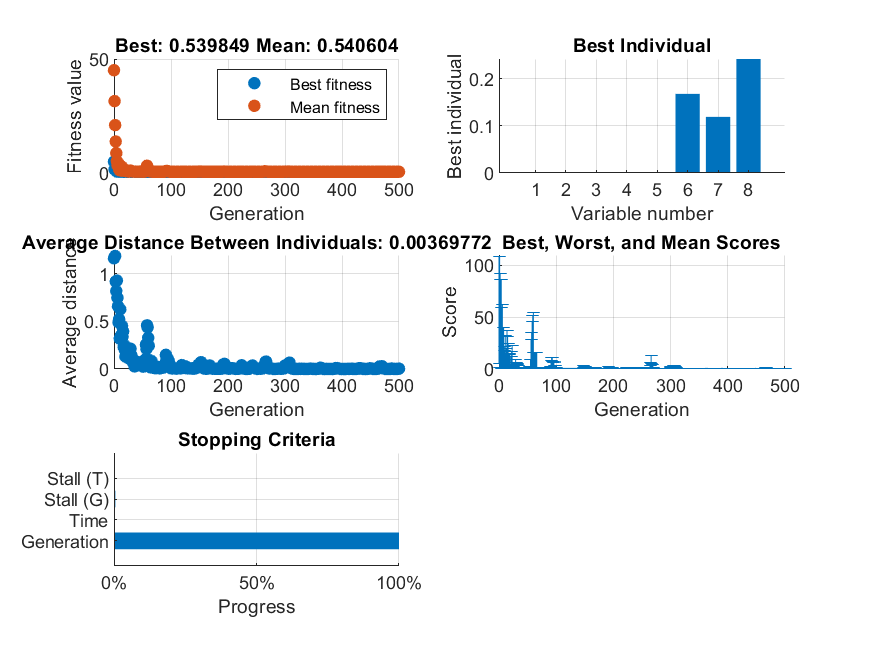 Best: 0.539849 Mean: 0.540604
Fitness value
50
0
Best fitness
Mean fitness
0 100 200 300 400 500
Generation
Best Individual
Best individual
0.2
0.1
0
1 2 3 4 5 6 7 8
Variable number
Average Distance Between Individuals: 0.00369772
Average distance
1
0.5
0
0 100 200 300 400 500
Generation
Best, Worst, and Mean Scores
Score
100
50
0
0 100 200 300 400 500
Generation
Stopping Criteria
Stall (T)
Stall (G)
Time
Generation
0% 50% 100%
Progress